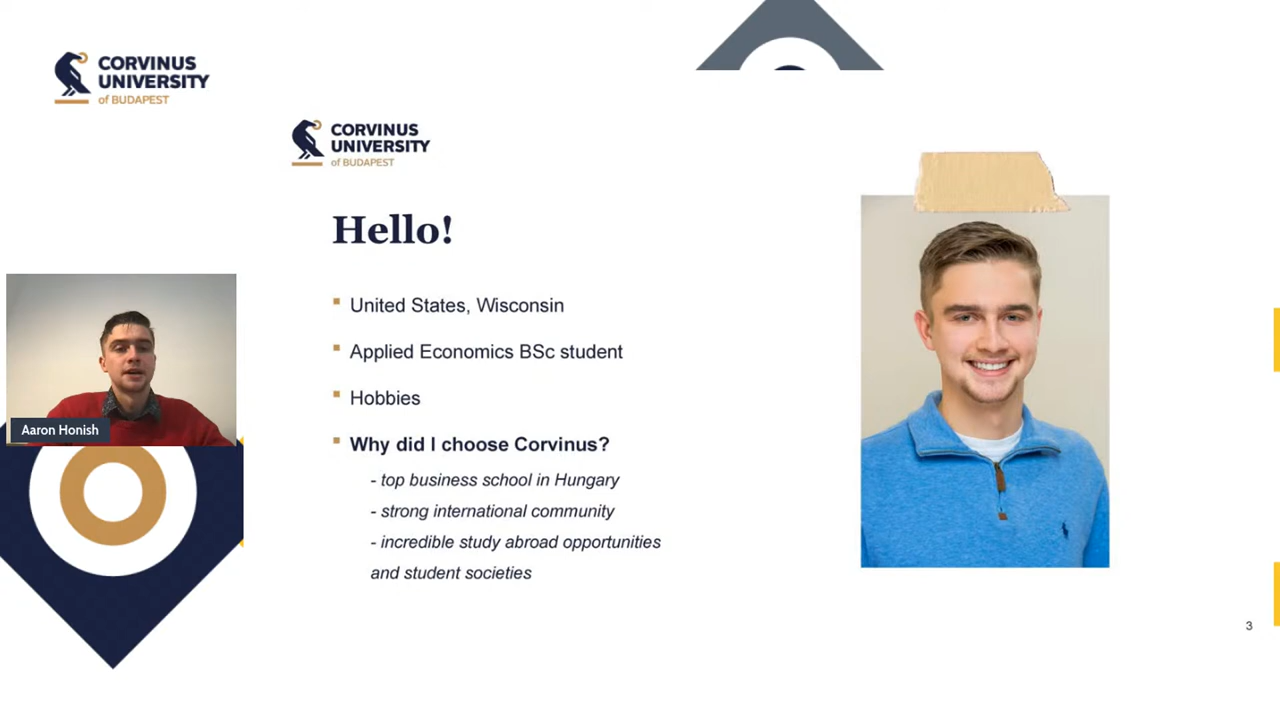 CORVINUS
UNIVERSITY
of BUDAPEST
CORVINUS
UNIVERSITY
of BUDAPEST
Hello!
United States, Wisconsin
Applied Economics BSc student
Hobbies
Why did I choose Corvinus?
- top business school in Hungary
- strong international community
- incredible study abroad opportunities
and student societies
Aaron Honish
3